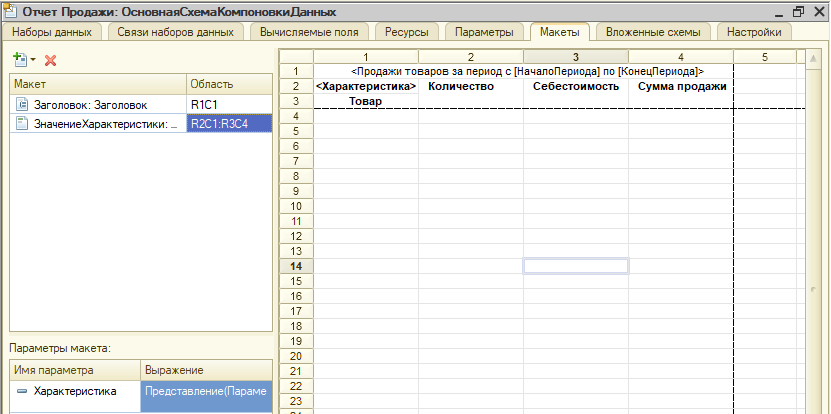 Отчет Продажи: ОсновнаяСхемаКомпоновкиДанных
Наборы данных Связи наборов данных Вычисляемые поля Ресурсы Параметры Макеты Вложенные схемы Настройки
Макет Область
Заголовок: Заголовок R1C1
ЗначениеХарактеристики: ... R2C1:R3C4
Параметры макета:
Имя параметра Выражение
Характеристика Представление(Параме
1 2 3 4 5
1 <Продажи товаров за период с [НачалоПериода] по [КонецПериода]>
2 <Характеристика> Количество Себестоимость Сумма продажи
3 Товар
4
5
6
7
8
9
10
11
12
13
14
15
16
17
18
19
20
21
22
23